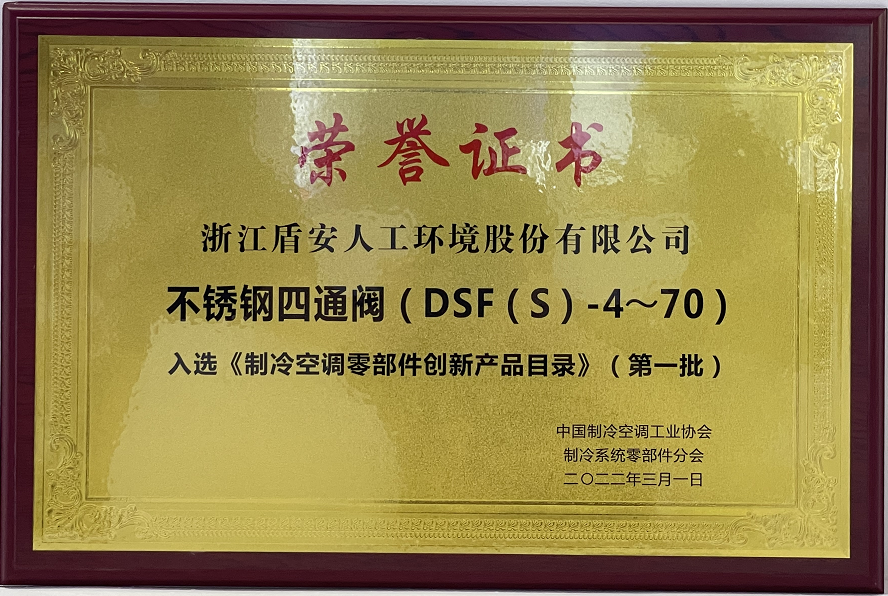 荣誉证书
浙江盾安人工环境股份有限公司
不锈钢四通阀（DSF（S）-4～70）
入选《制冷空调零部件创新产品目录》（第一批）
中国制冷空调工业协会
制冷系统零部件分会
二〇二二年三月一日